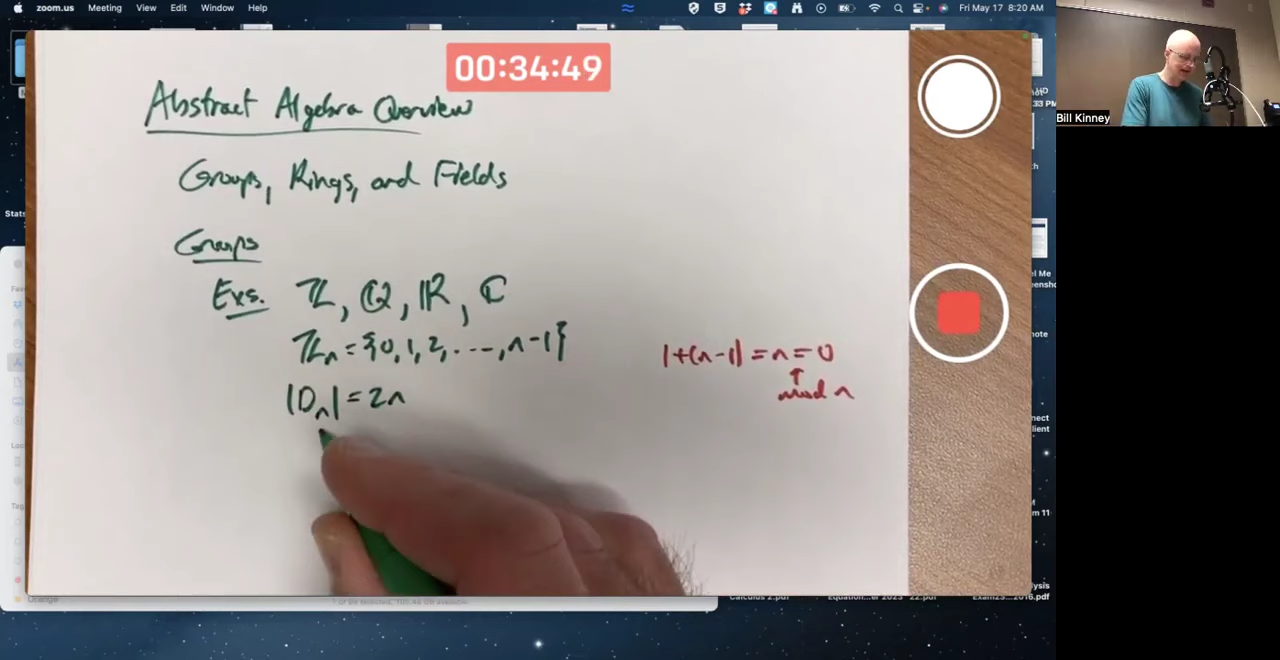 zoom.us Meeting View Edit Window Help Fri May 17 8:20 AM
00:34:49
Bill Kinney
Abstract Algebra Overview
Groups, Rings, and Fields
Groups
Exs. ℤ, ℚ, ℝ, ℂ
ℤₙ = {0, 1, 2, ..., n-1}
1+(n-1) = n = 0
↑
mod n
|Dₙ| = 2n